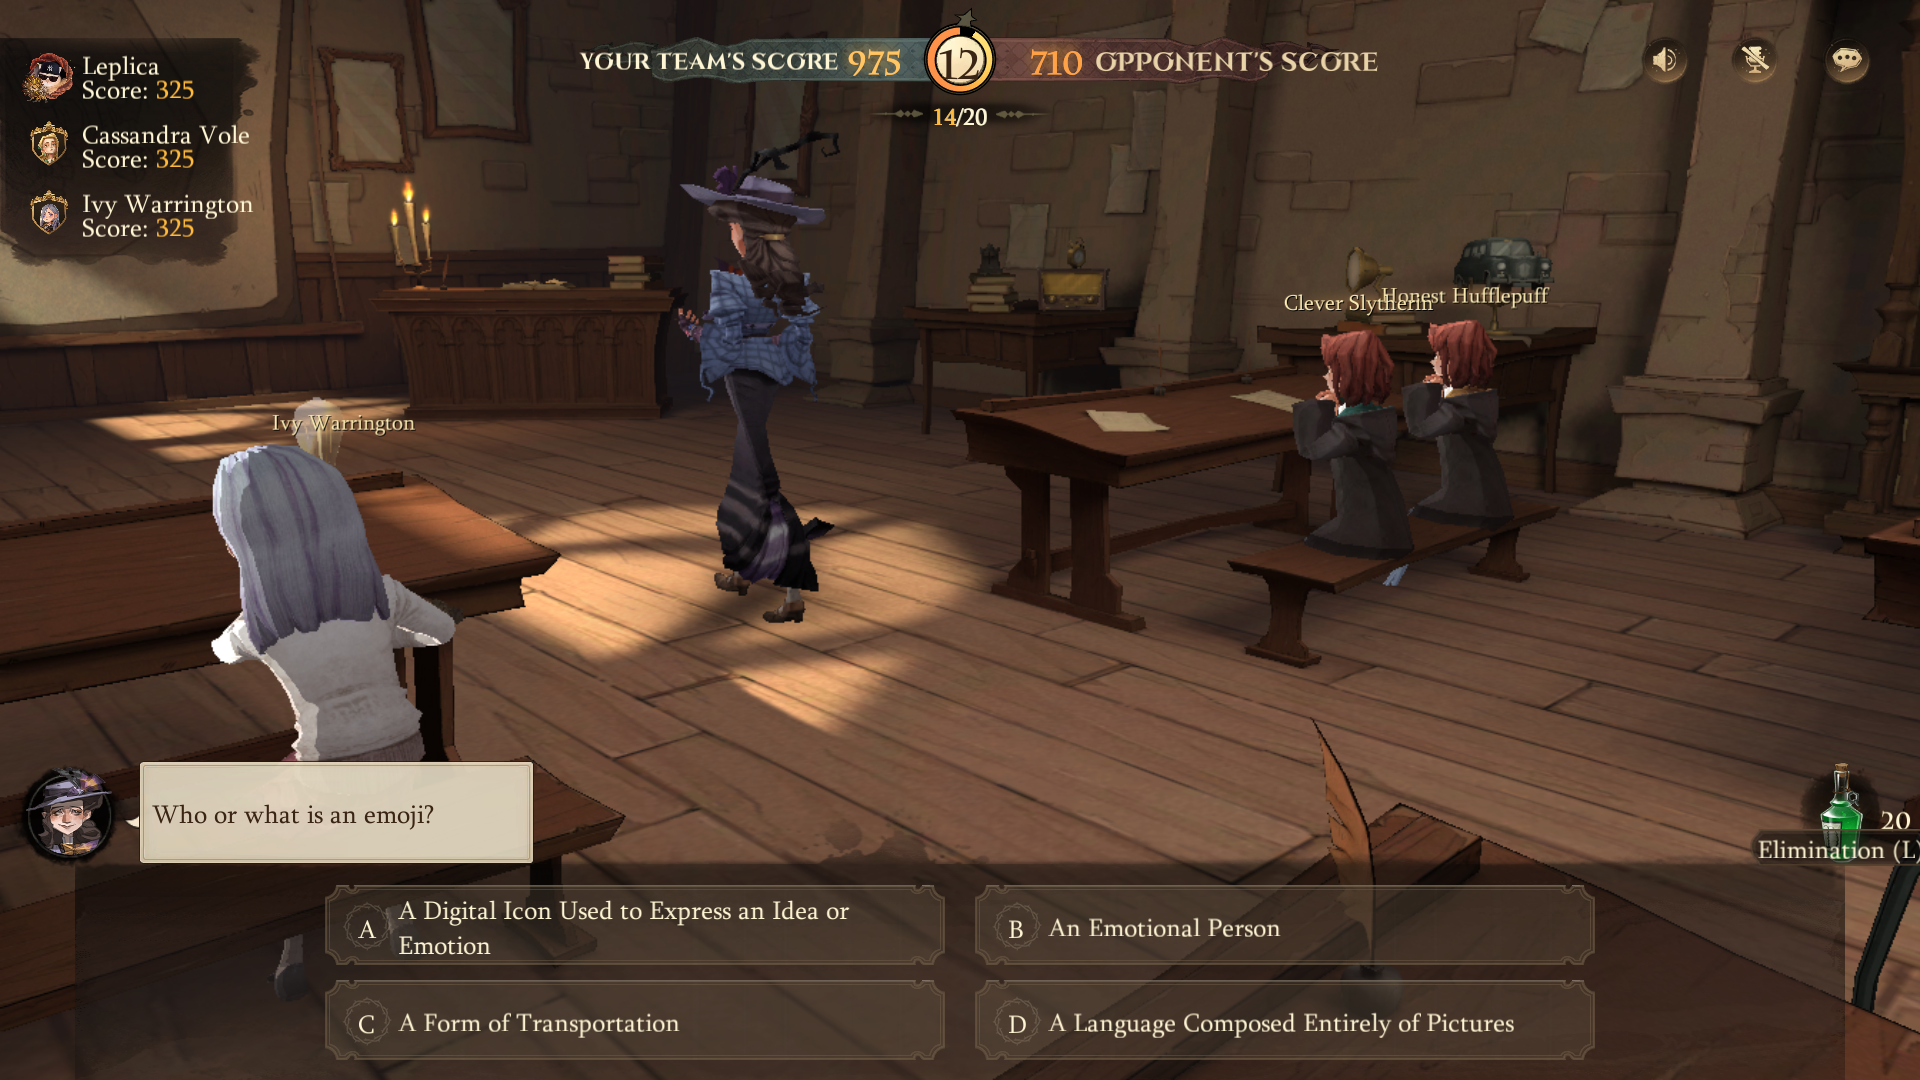 Leplica
Score: 325
Cassandra Vole
Score: 325
Ivy Warrington
Score: 325
YOUR TEAM'S SCORE 975
12
710 OPPONENT'S SCORE
14/20
Clever Slytherin
Honest Hufflepuff
Ivy Warrington
Who or what is an emoji?
20
Elimination (L)
A
A Digital Icon Used to Express an Idea or
Emotion
B
An Emotional Person
C
A Form of Transportation
D
A Language Composed Entirely of Pictures